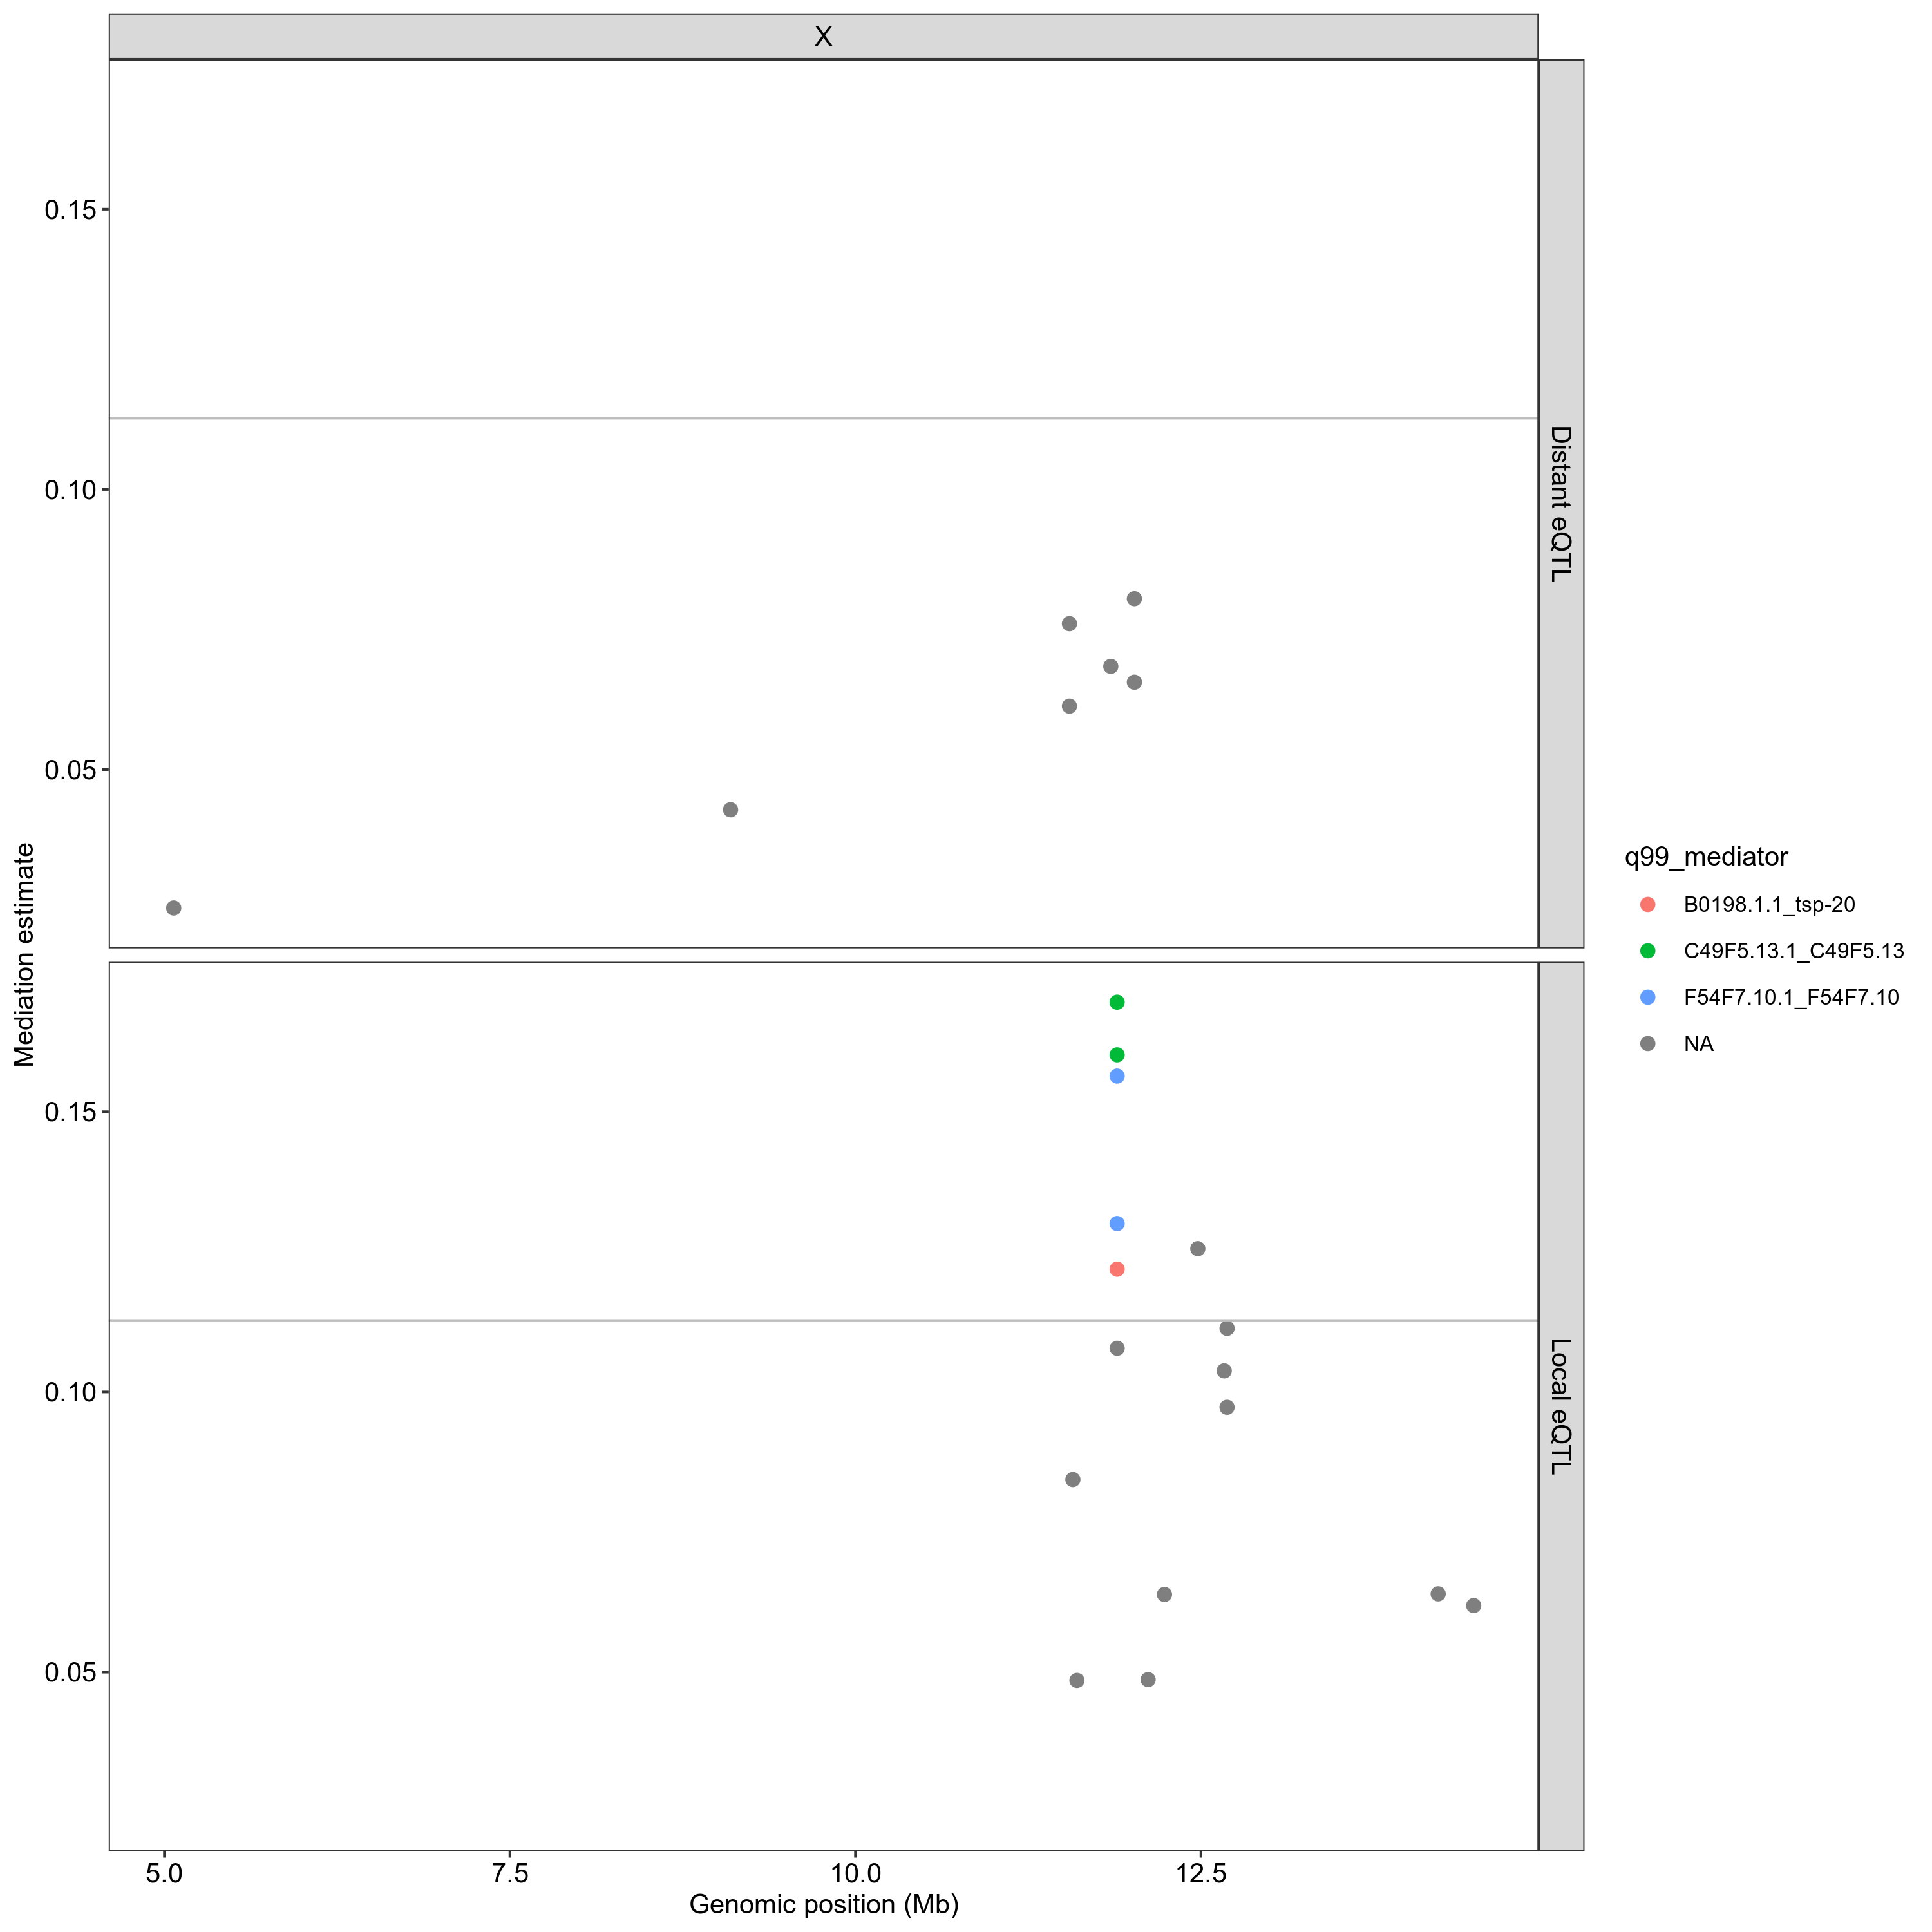 X
0.15
0.10
0.05
Distant eQTL
Mediation estimate
0.15
0.10
0.05
Local eQTL
5.0 7.5 10.0 12.5
Genomic position (Mb)
q99_mediator
B0198.1.1_tsp-20
C49F5.13.1_C49F5.13
F54F7.10.1_F54F7.10
NA